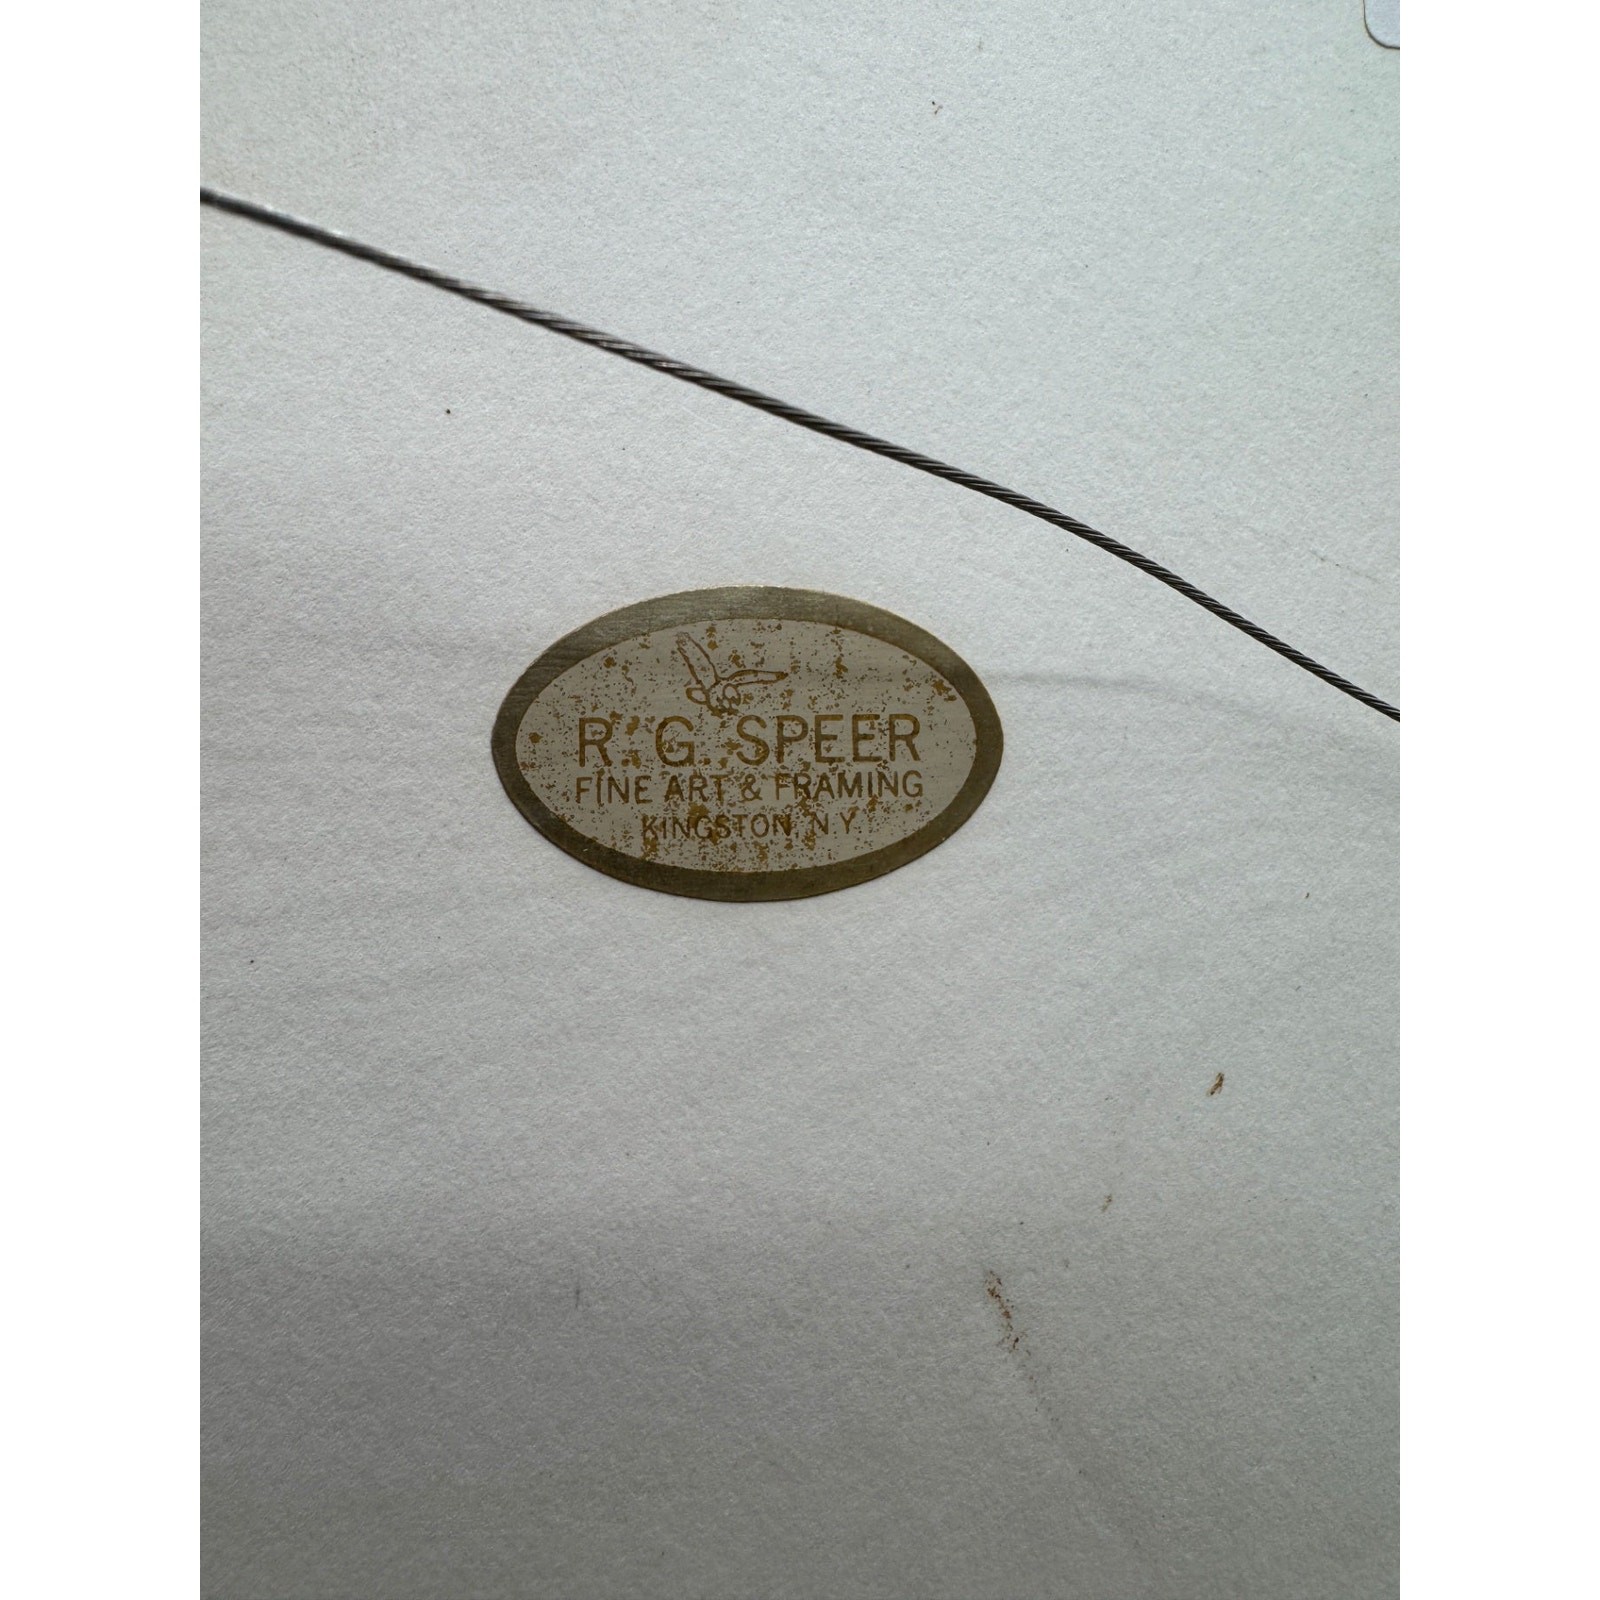 R. G. SPEER
FINE ART & FRAMING
KINGSTON, N Y